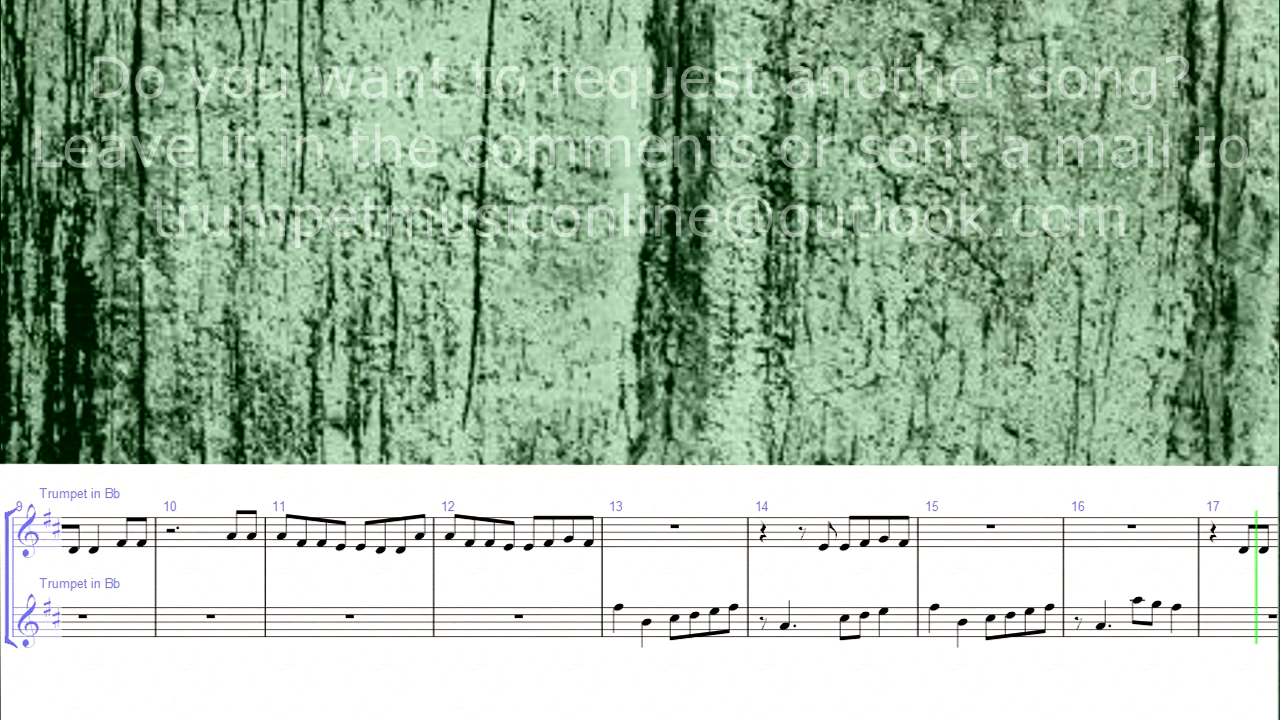 Do you want to request another song?
Leave it in the comments or sent a mail to
trumpetmusiconline@outlook.com
Trumpet in Bb
9 10 11 12 13 14 15 16 17
Trumpet in Bb